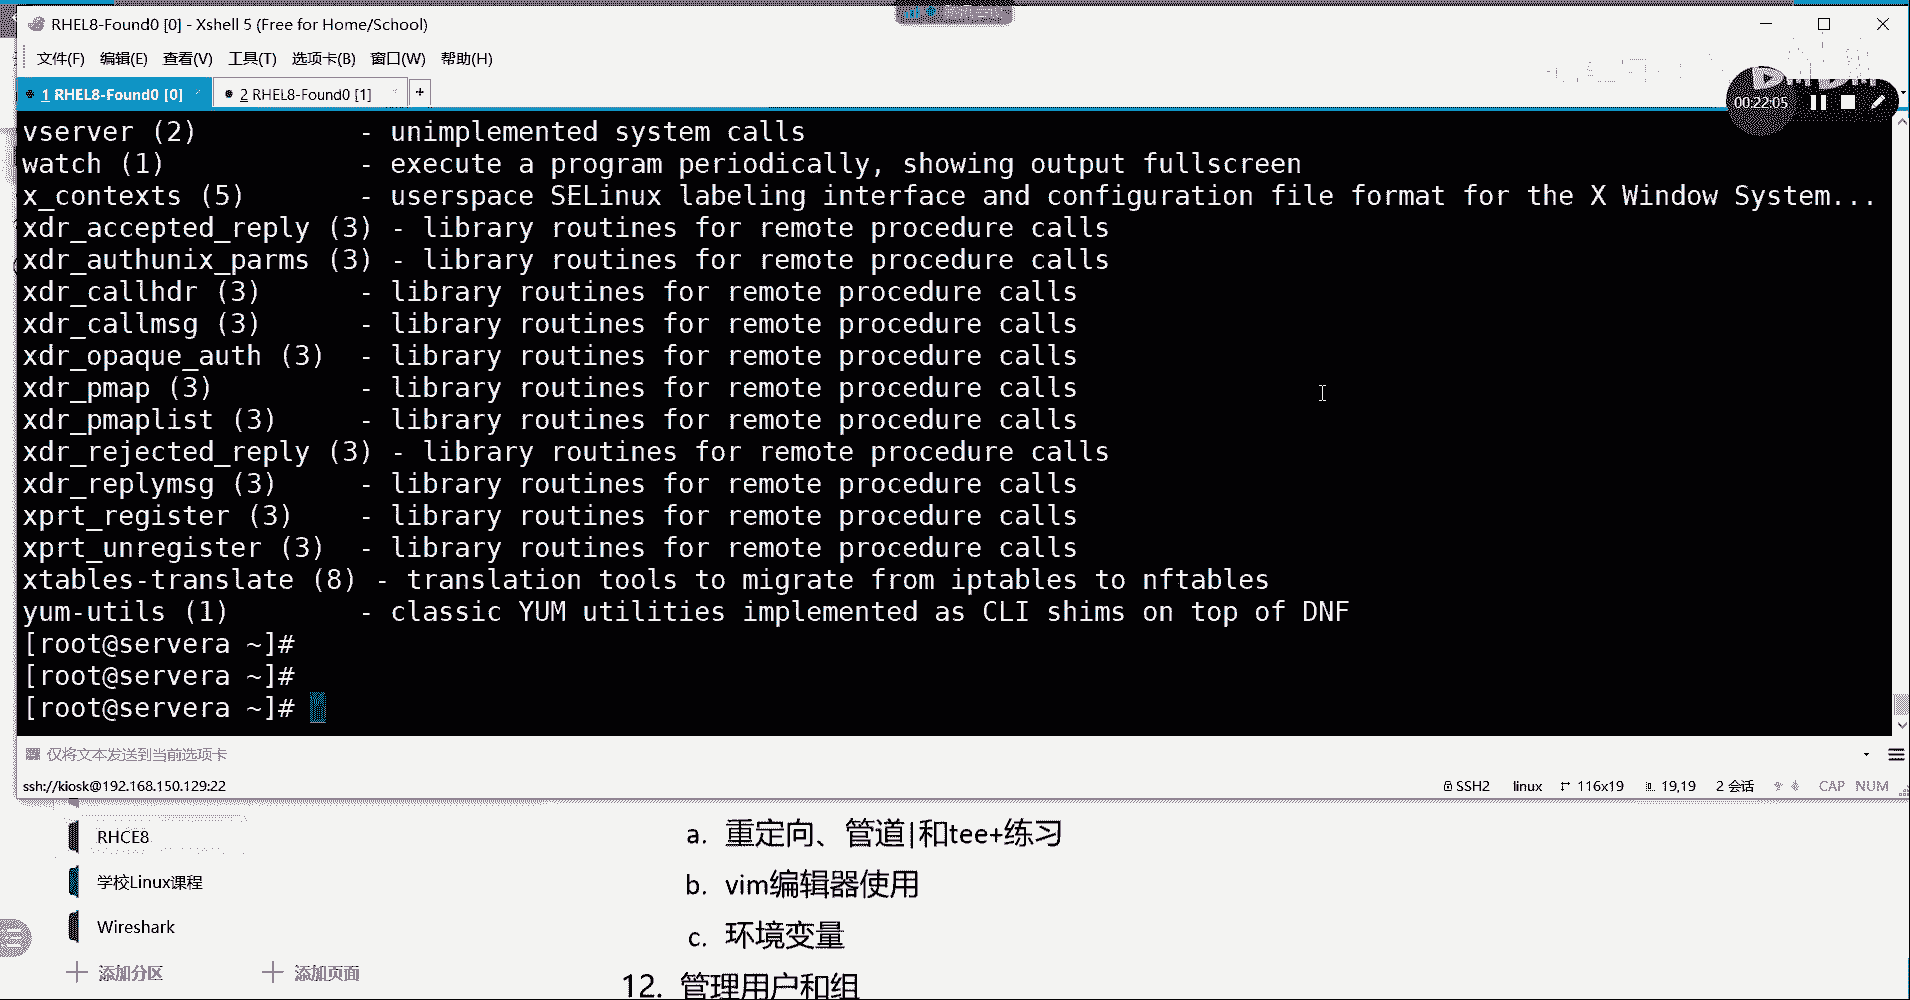 RHEL8-Found0 [0] - Xshell 5 (Free for Home/School)
文件(F) 编辑(E) 查看(V) 工具(T) 选项卡(B) 窗口(W) 帮助(H)
1 RHEL8-Found0 [0] 2 RHEL8-Found0 [1] +
00:22:05
vserver (2) - unimplemented system calls
watch (1) - execute a program periodically, showing output fullscreen
x_contexts (5) - userspace SELinux labeling interface and configuration file format for the X Window System...
xdr_accepted_reply (3) - library routines for remote procedure calls
xdr_authunix_parms (3) - library routines for remote procedure calls
xdr_callhdr (3) - library routines for remote procedure calls
xdr_callmsg (3) - library routines for remote procedure calls
xdr_opaque_auth (3) - library routines for remote procedure calls
xdr_pmap (3) - library routines for remote procedure calls
xdr_pmaplist (3) - library routines for remote procedure calls
xdr_rejected_reply (3) - library routines for remote procedure calls
xdr_replymsg (3) - library routines for remote procedure calls
xprt_register (3) - library routines for remote procedure calls
xprt_unregister (3) - library routines for remote procedure calls
xtables-translate (8) - translation tools to migrate from iptables to nftables
yum-utils (1) - classic YUM utilities implemented as CLI shims on top of DNF
[root@servera ~]#
[root@servera ~]#
[root@servera ~]#
仅将文本发送到当前选项卡
ssh://kiosk@192.168.150.129:22 SSH2 linux 116x19 19,19 2 会话 CAP NUM
RHCE8
学校Linux课程
Wireshark
添加分区 添加页面
a. 重定向、管道|和tee+练习
b. vim编辑器使用
c. 环境变量
12. 管理用户和组